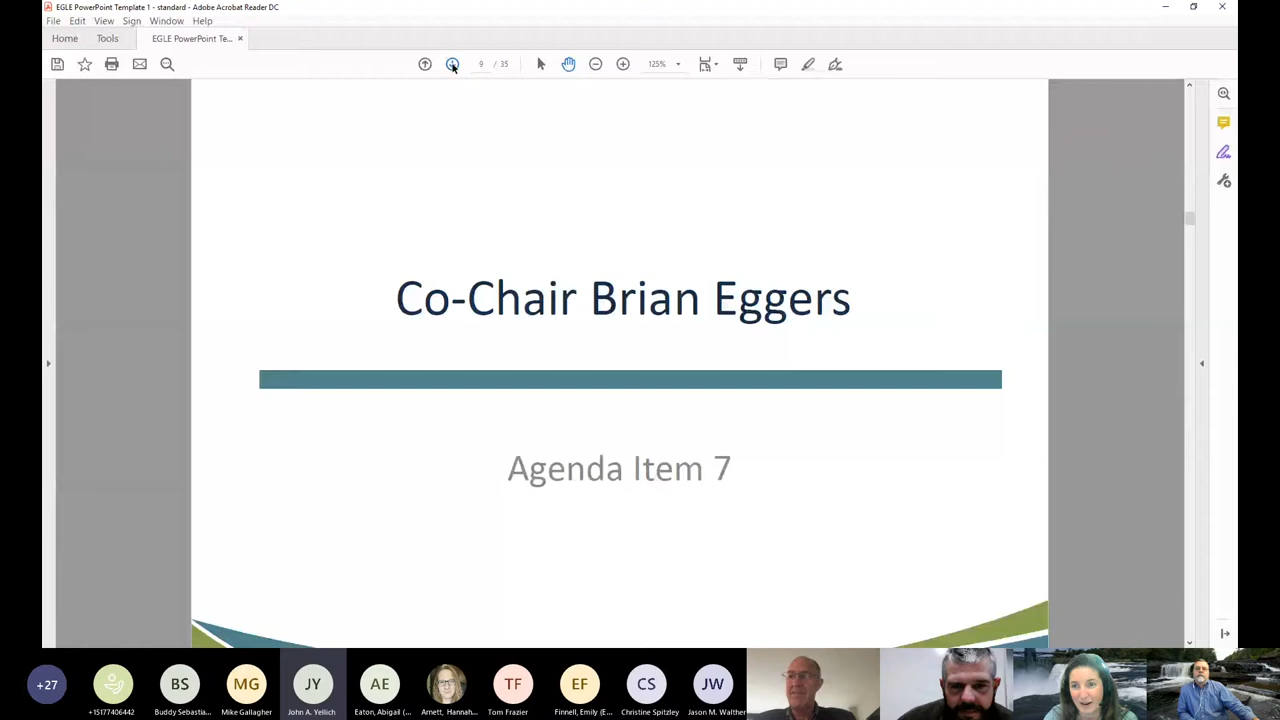 EGLE PowerPoint Template 1 - standard - Adobe Acrobat Reader DC
File Edit View Sign Window Help
Home Tools EGLE PowerPoint Te... ×
9 / 35 125%
Co-Chair Brian Eggers
Agenda Item 7
+27 BS MG JY AE TF EF CS JW
+15177406442 Buddy Sebastia... Mike Gallagher John A. Yellich Eaton, Abigail (... Arnett, Hannah... Tom Frazier Finnell, Emily (E... Christine Spitzley Jason M. Walther